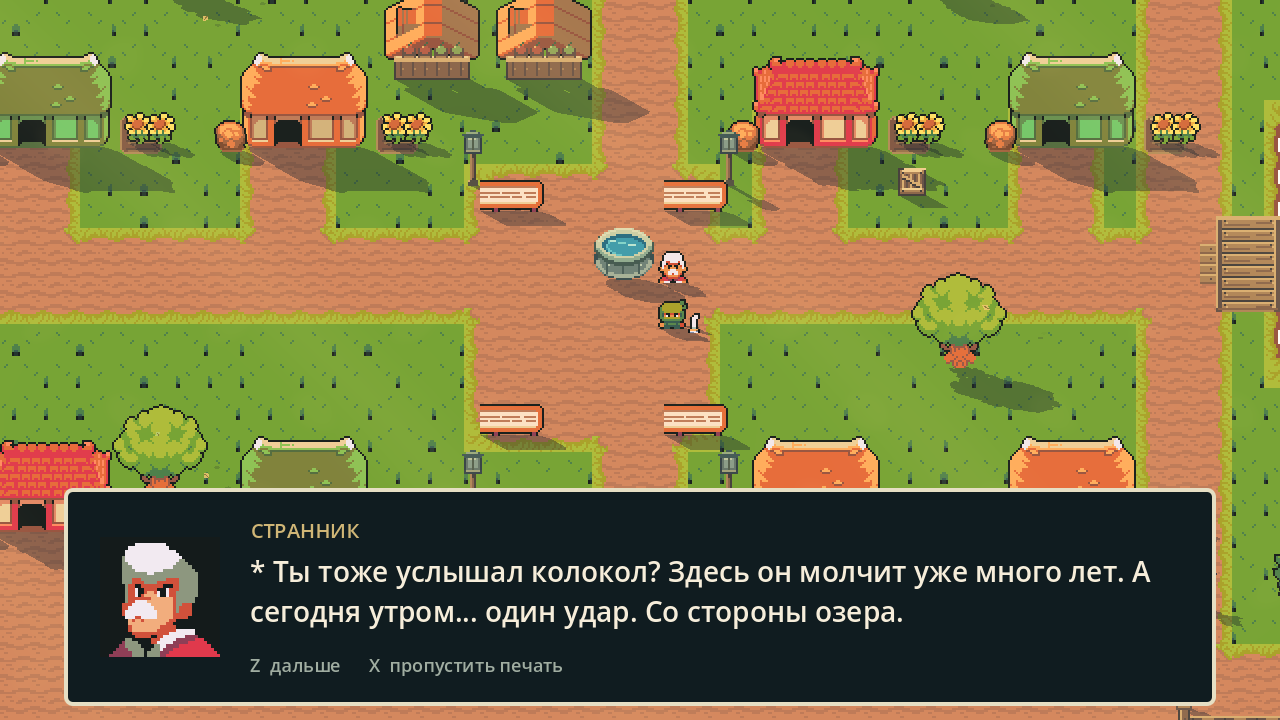 СТРАННИК
* Ты тоже услышал колокол? Здесь он молчит уже много лет. А
сегодня утром... один удар. Со стороны озера.
Z дальше X пропустить печать